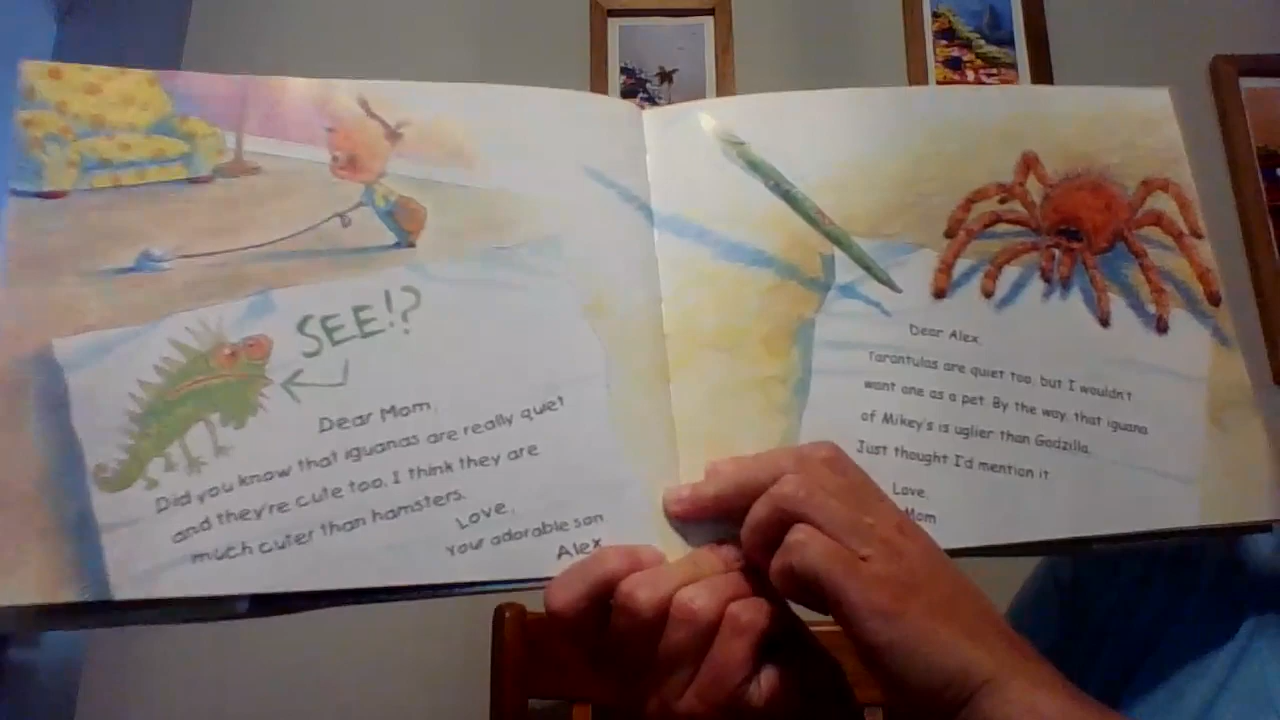 SEE!?
Dear Mom,
Did you know that iguanas are really quiet
and they're cute too. I think they are
much cuter than hamsters.
Love,
Your adorable son
Alex
Dear Alex,
Tarantulas are quiet too, but I wouldn't
want one as a pet. By the way, that iguana
of Mikey's is uglier than Godzilla.
Just thought I'd mention it.
Love,
Mom